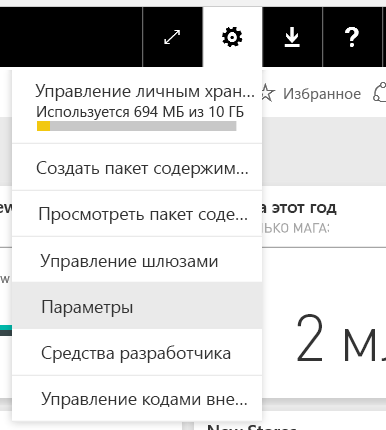 ?
Управление личным хран...
Используется 694 МБ из 10 ГБ
Избранное
Создать пакет содержим...
Просмотреть пакет соде...
этот год
Управление шлюзами
Параметры
2 м
Средства разработчика
Управление кодами вне...
New Stores